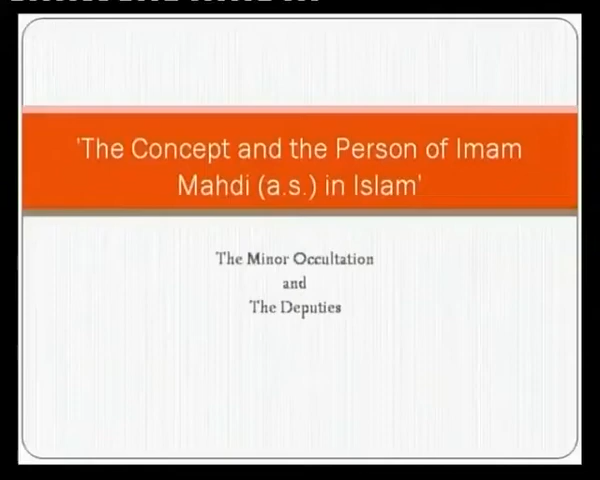 'The Concept and the Person of Imam
Mahdi (a.s.) in Islam'
The Minor Occultation
and
The Deputies